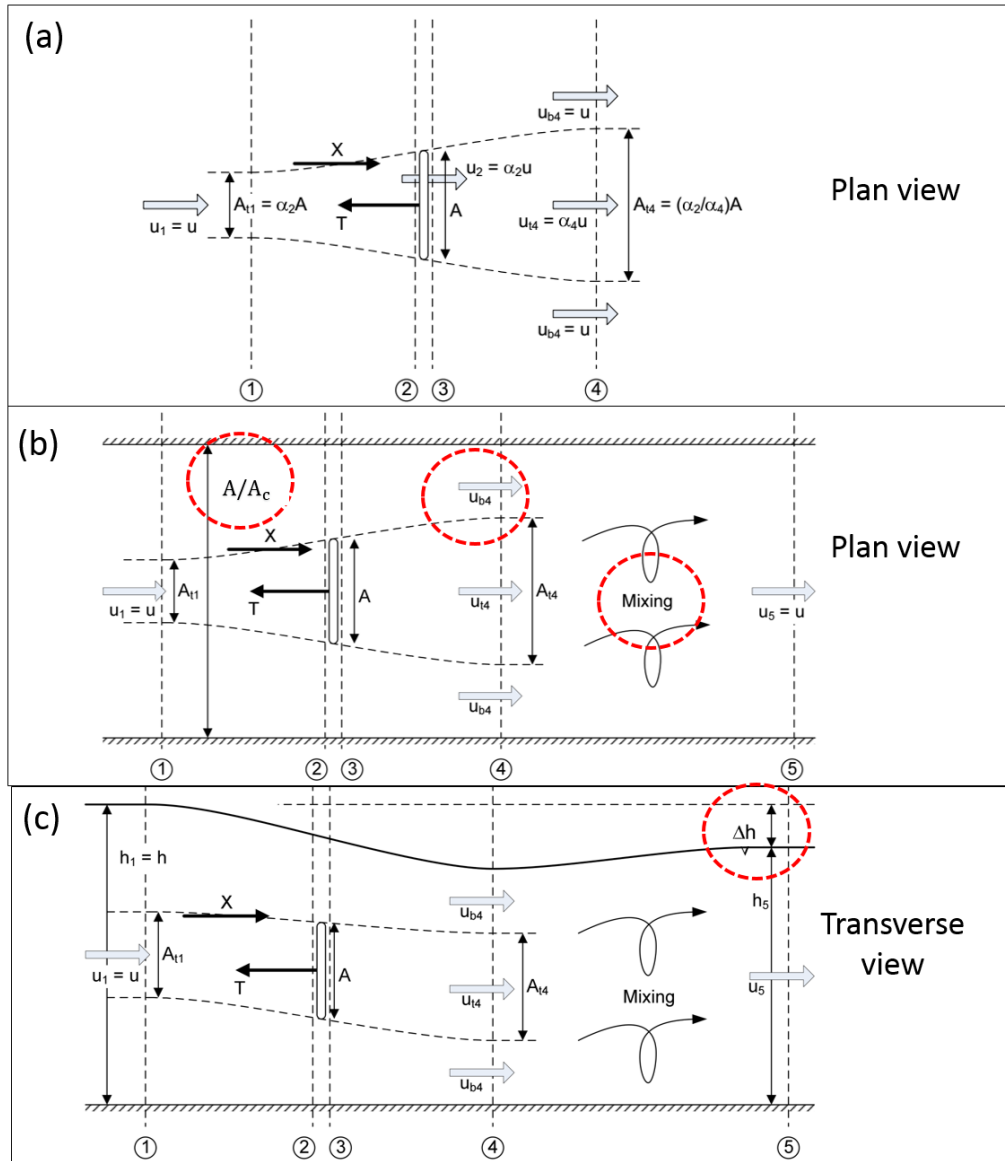 (a)
u_b4 = u
X
u_2 = α_2u
u_1 = u
A_t1 = α_2A
T
A
u_t4 = α_4u
A_t4 = (α_2/α_4)A
Plan view
u_b4 = u
① ② ③ ④
(b)
A/A_c
u_b4
X
Plan view
u_1 = u
A_t1
T
A
u_t4
A_t4
Mixing
u_5 = u
u_b4
① ② ③ ④ ⑤
(c)
Δh
h_1 = h
h_5
X
u_b4
Transverse
view
u_1 = u
A_t1
T
A
u_t4
A_t4
Mixing
u_5
u_b4
① ② ③ ④ ⑤